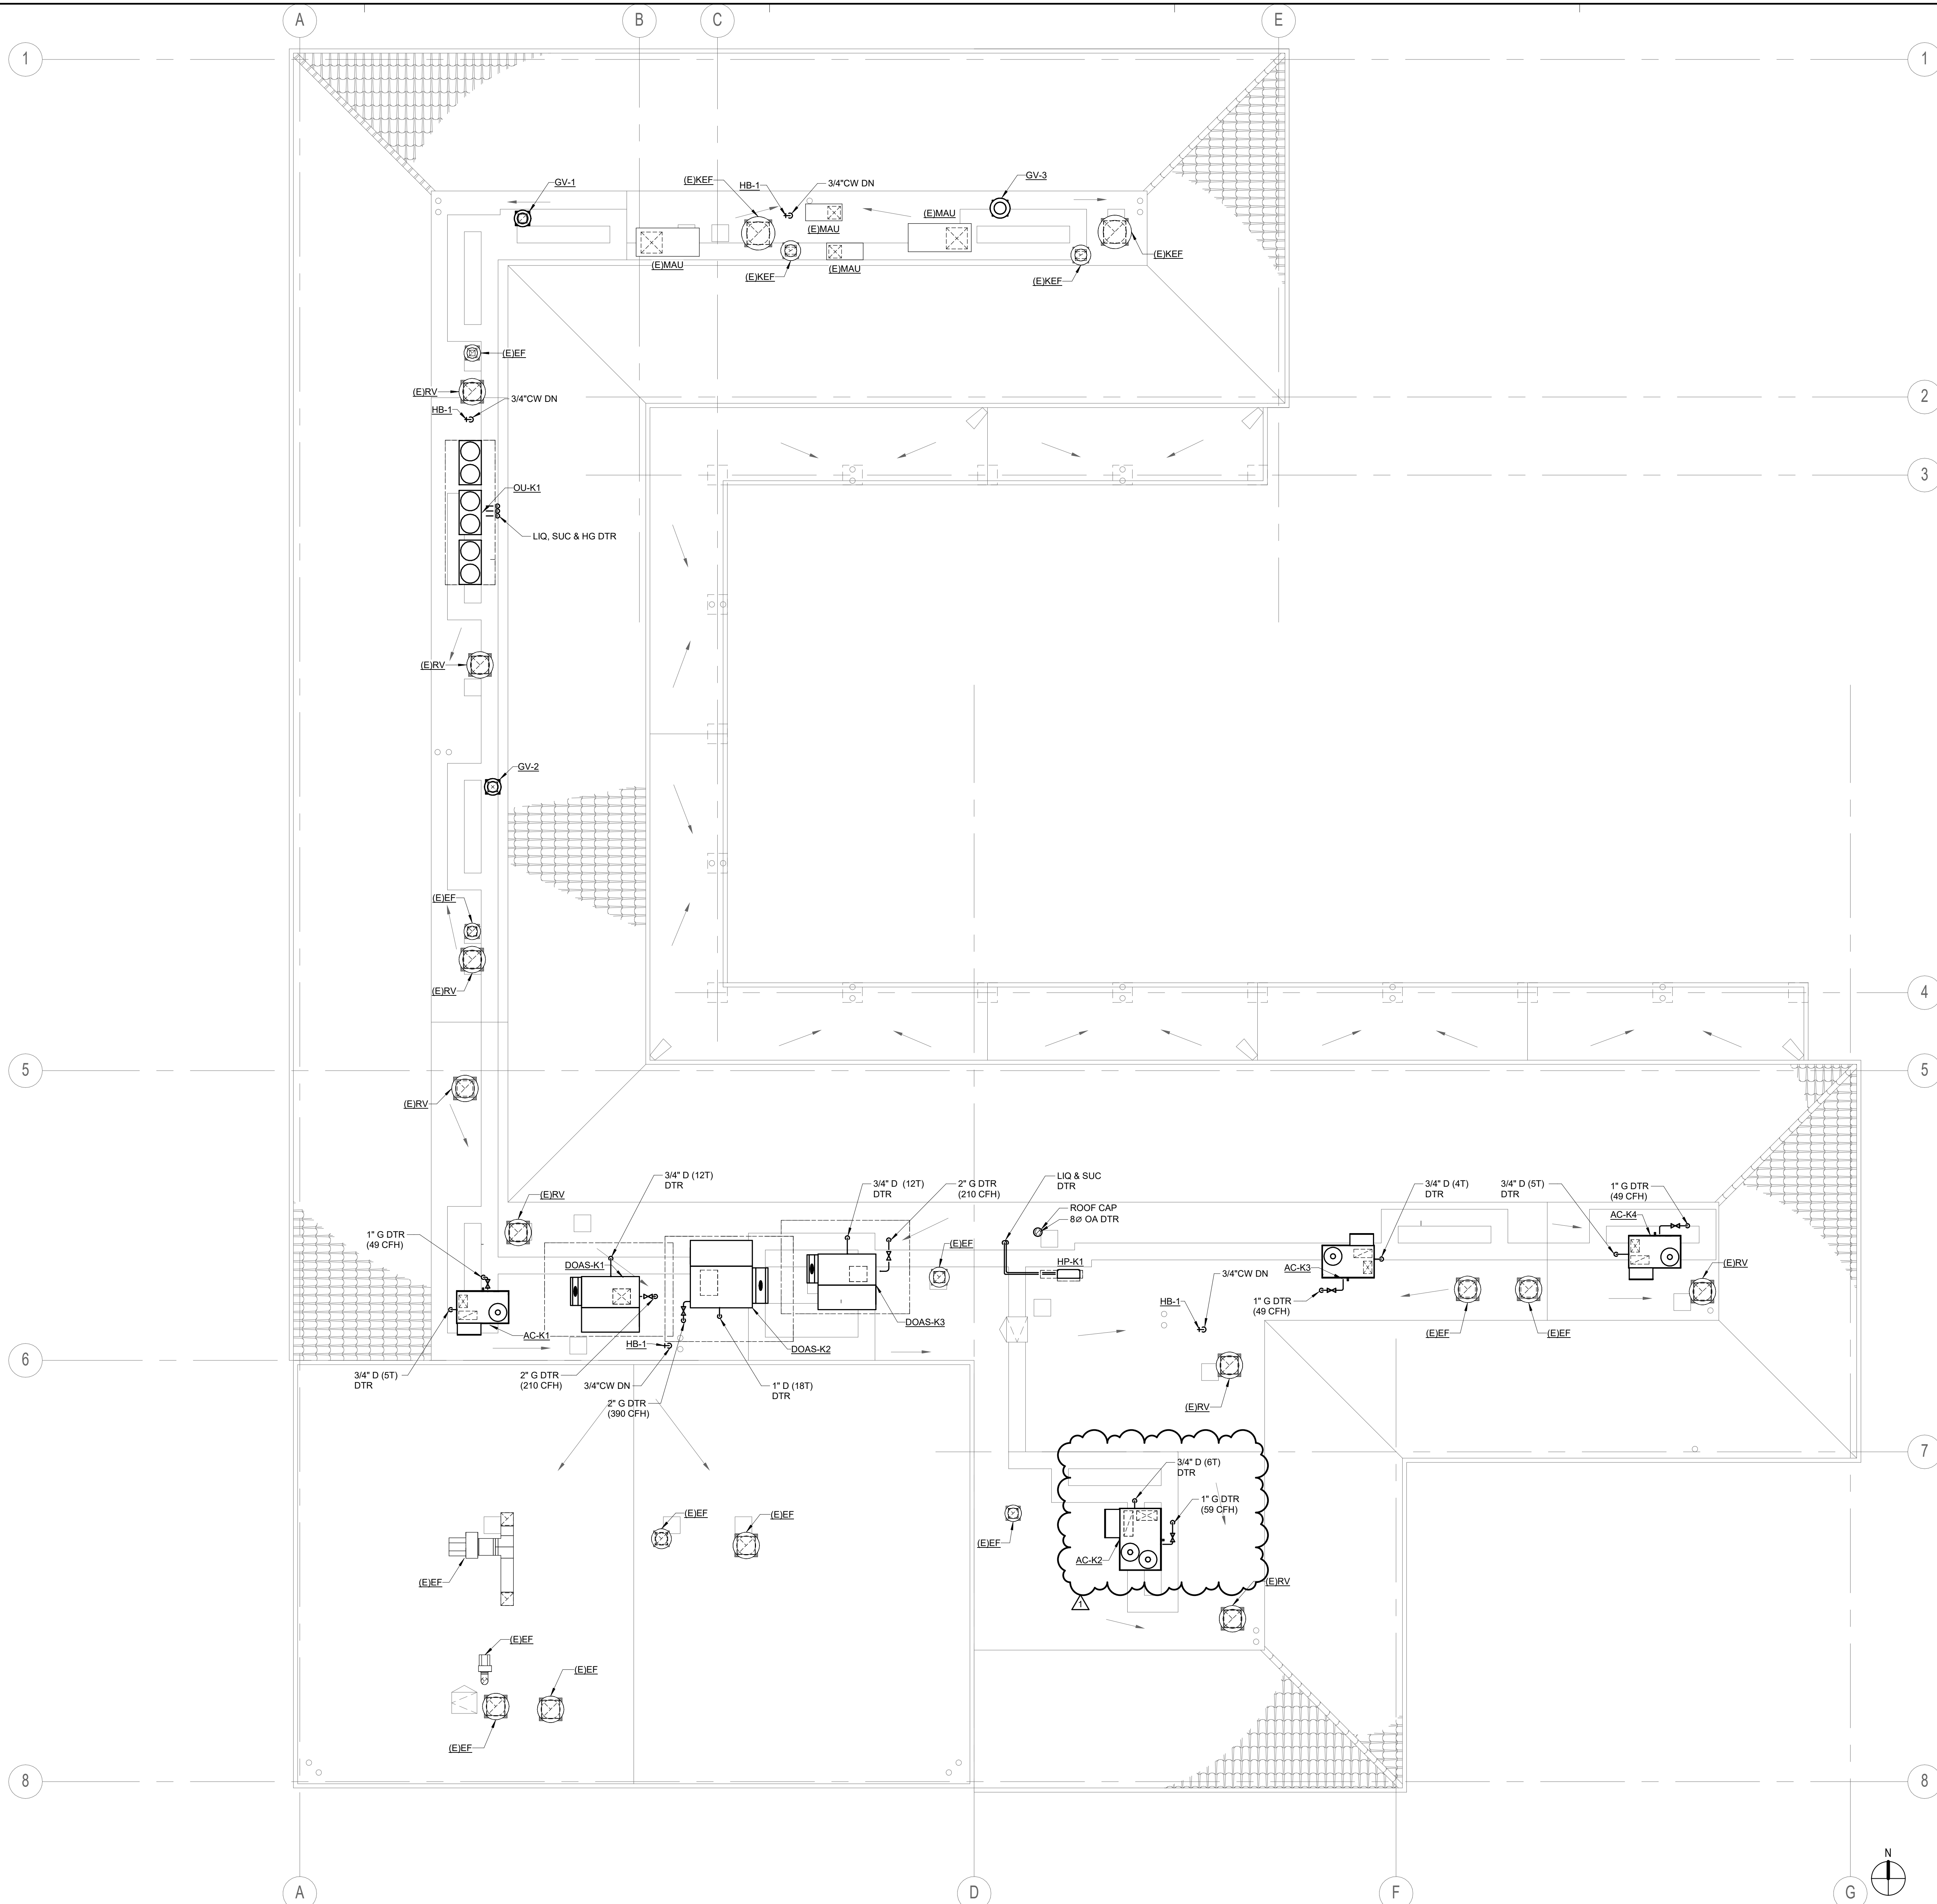 A
B
C
E
1
1
GV-1
(E)KEF
HB-1
3/4"CW DN
GV-3
(E)MAU
(E)MAU
(E)MAU
(E)KEF
(E)MAU
(E)KEF
(E)KEF
(E)EF
(E)RV
3/4"CW DN
HB-1
2
3
OU-K1
LIQ, SUC & HG DTR
(E)RV
GV-2
(E)EF
(E)RV
4
5
5
(E)RV
3/4" D (12T)
DTR
3/4" D  (12T)
DTR
2" G DTR
(210 CFH)
LIQ & SUC
DTR
3/4" D (4T)
DTR
3/4" D (5T)
DTR
1" G DTR
(49 CFH)
(E)RV
ROOF CAP
8⌀ OA DTR
AC-K4
1" G DTR
(49 CFH)
DOAS-K1
(E)EF
HP-K1
AC-K3
(E)RV
3/4"CW DN
HB-1
1" G DTR
(49 CFH)
DOAS-K3
AC-K1
HB-1
DOAS-K2
(E)EF
(E)EF
6
3/4" D (5T)
DTR
2" G DTR
(210 CFH)
3/4"CW DN
1" D (18T)
DTR
2" G DTR
(390 CFH)
(E)RV
7
3/4" D (6T)
DTR
1" G DTR
(59 CFH)
(E)EF
(E)EF
(E)EF
AC-K2
(E)EF
(E)RV
1
(E)EF
(E)EF
(E)EF
8
8
N
A
D
F
G